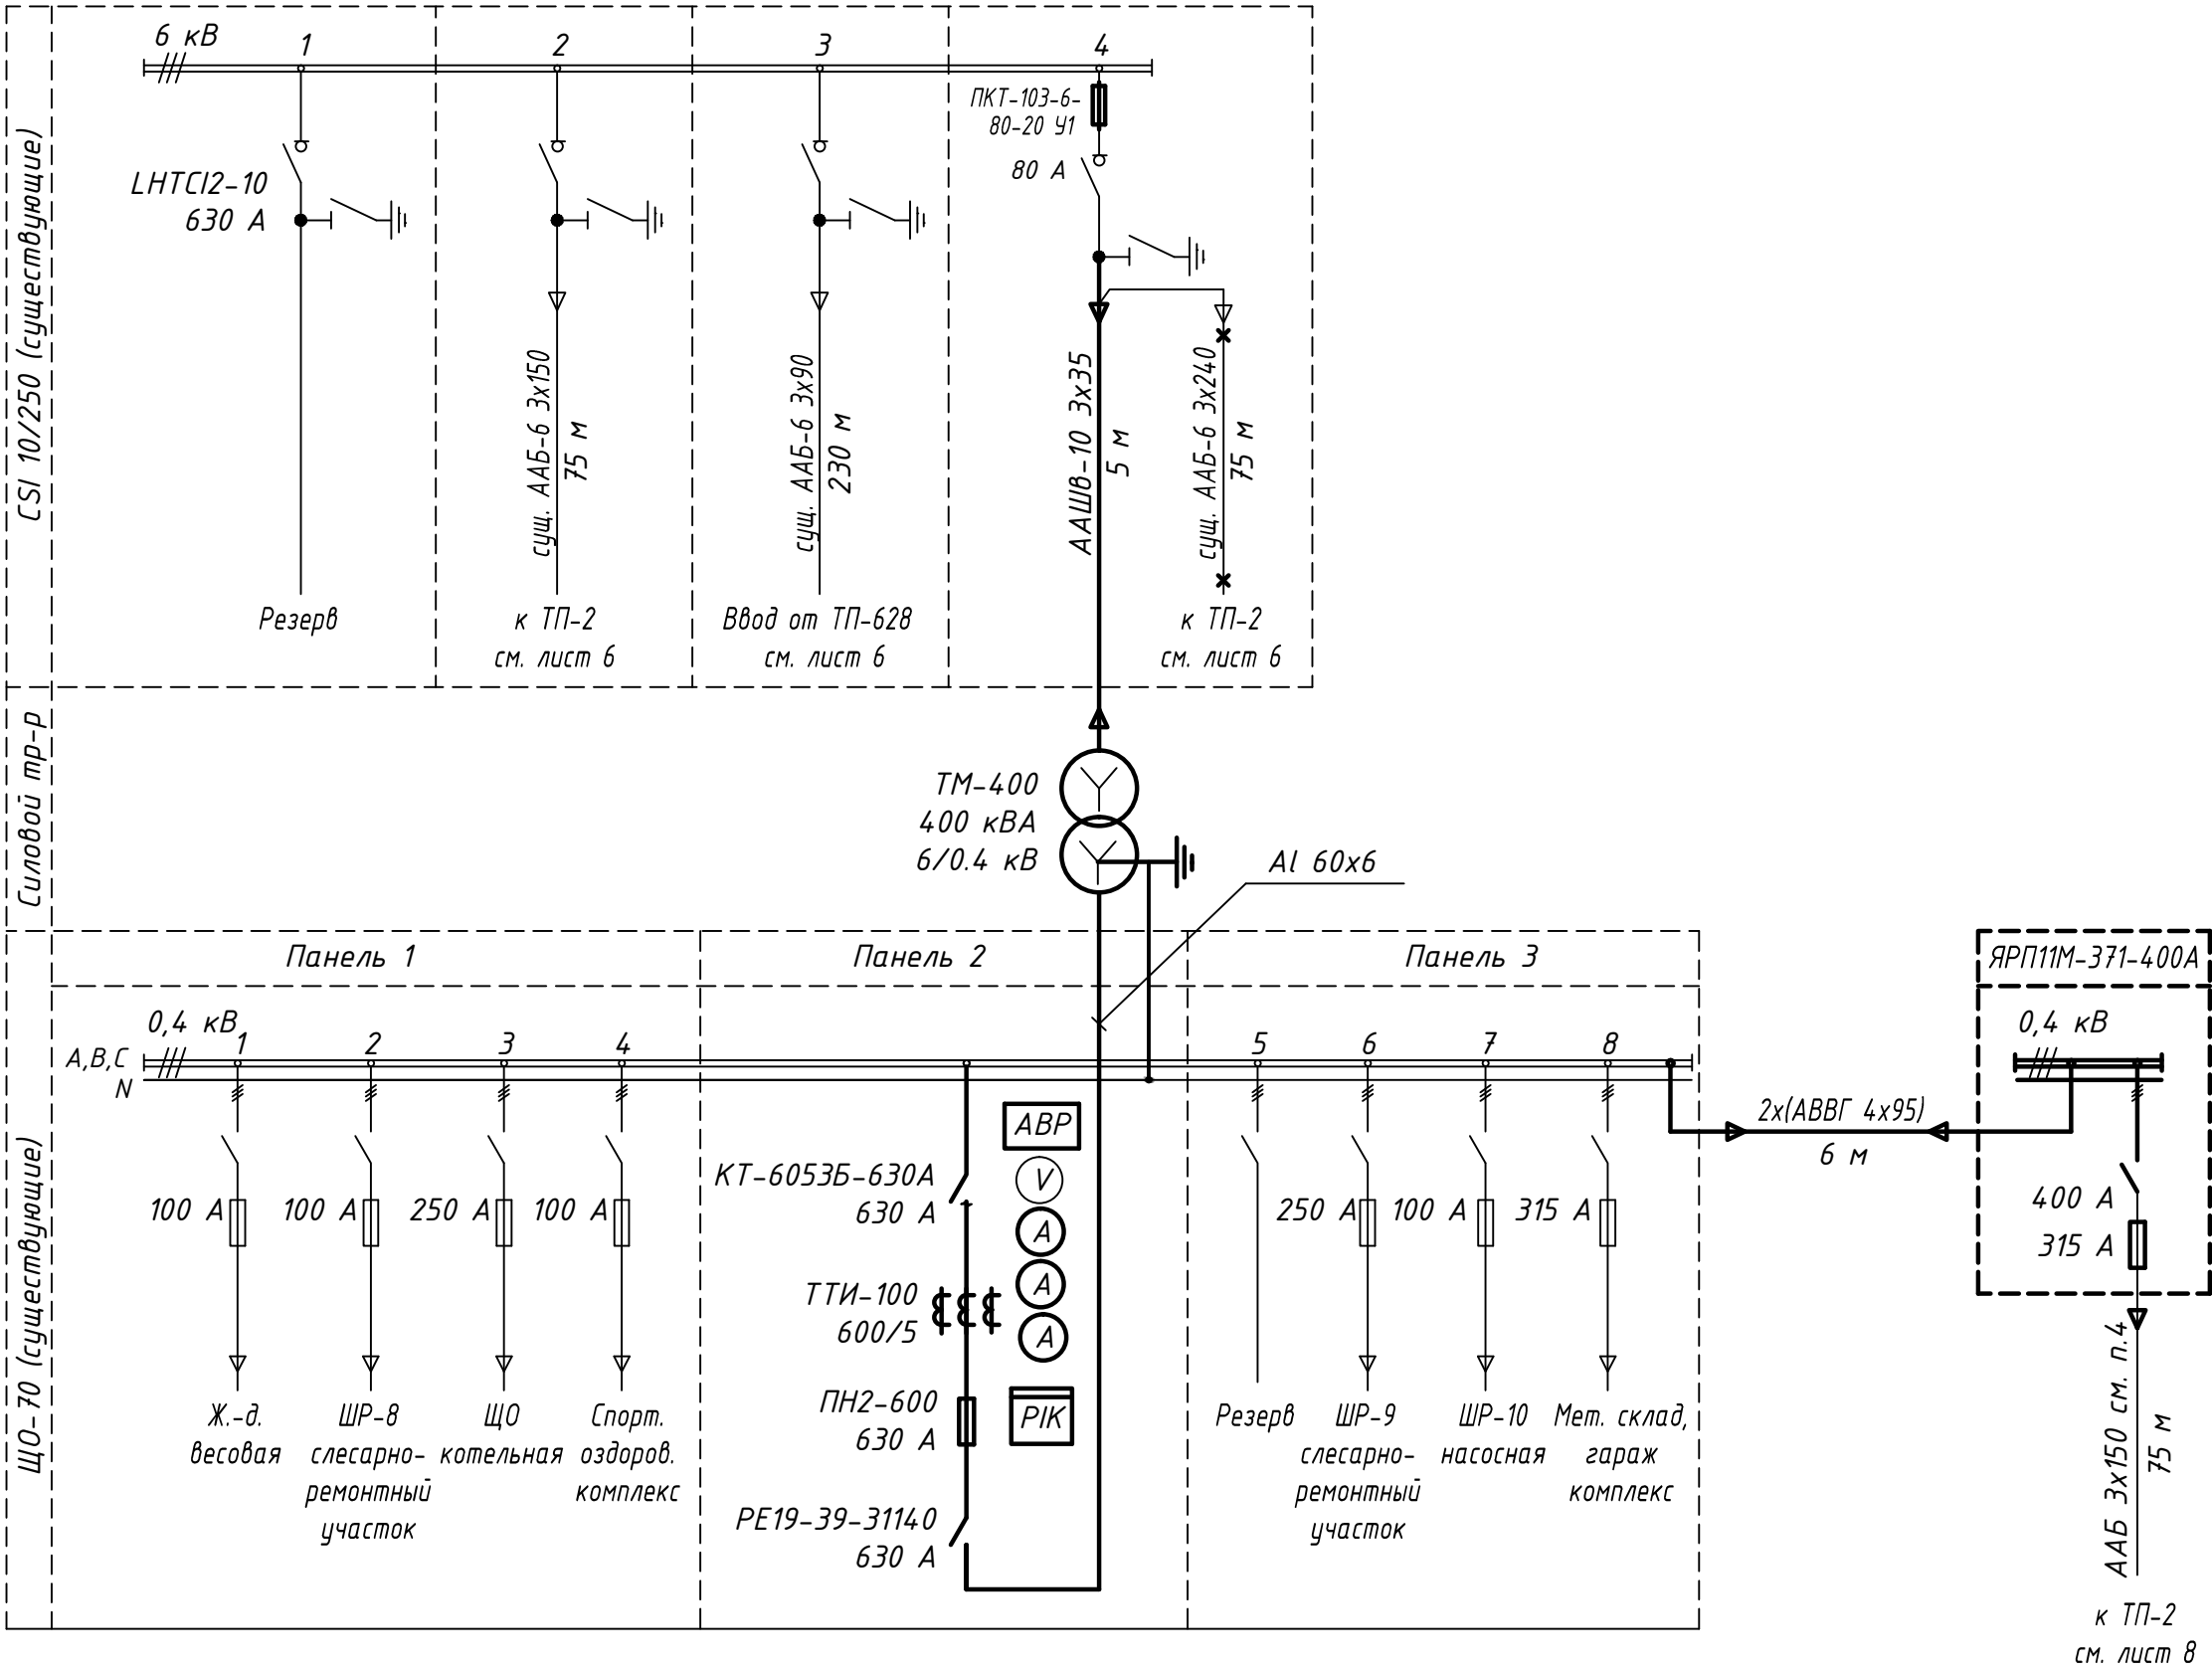 CSI 10/250 (существующие)
6 кВ
1
2
3
4
LHTCI2-10
630 А
ПКТ-103-6-
80-20 У1
80 А
сущ. ААБ-6 3х150
75 м
сущ. ААБ-6 3х90
230 м
ААШв-10 3х35
5 м
сущ. ААБ-6 3х240
75 м
Резерв
к ТП-2
см. лист 6
Ввод от ТП-628
см. лист 6
к ТП-2
см. лист 6
Силовой тр-р
ТМ-400
400 кВА
6/0.4 кВ
Al 60х6
ЩО-70 (существующие)
Панель 1
Панель 2
Панель 3
0,4 кВ
А,В,С
N
1
2
3
4
5
6
7
8
100 А
100 А
250 А
100 А
КТ-6053Б-630А
630 А
ТТИ-100
600/5
ПН2-600
630 А
РЕ19-39-31140
630 А
АВР
V
А
А
А
PIK
250 А
100 А
315 А
Ж.-д.
весовая
ШР-8
слесарно-
ремонтный
участок
ЩО
котельная
Спорт.
оздоров.
комплекс
Резерв
ШР-9
слесарно-
ремонтный
участок
ШР-10
насосная
Мет. склад,
гараж
комплекс
2х(АВВГ 4х95)
6 м
ЯРП11М-371-400А
0,4 кВ
400 А
315 А
ААБ 3х150 см. п.4
75 м
к ТП-2
см. лист 8